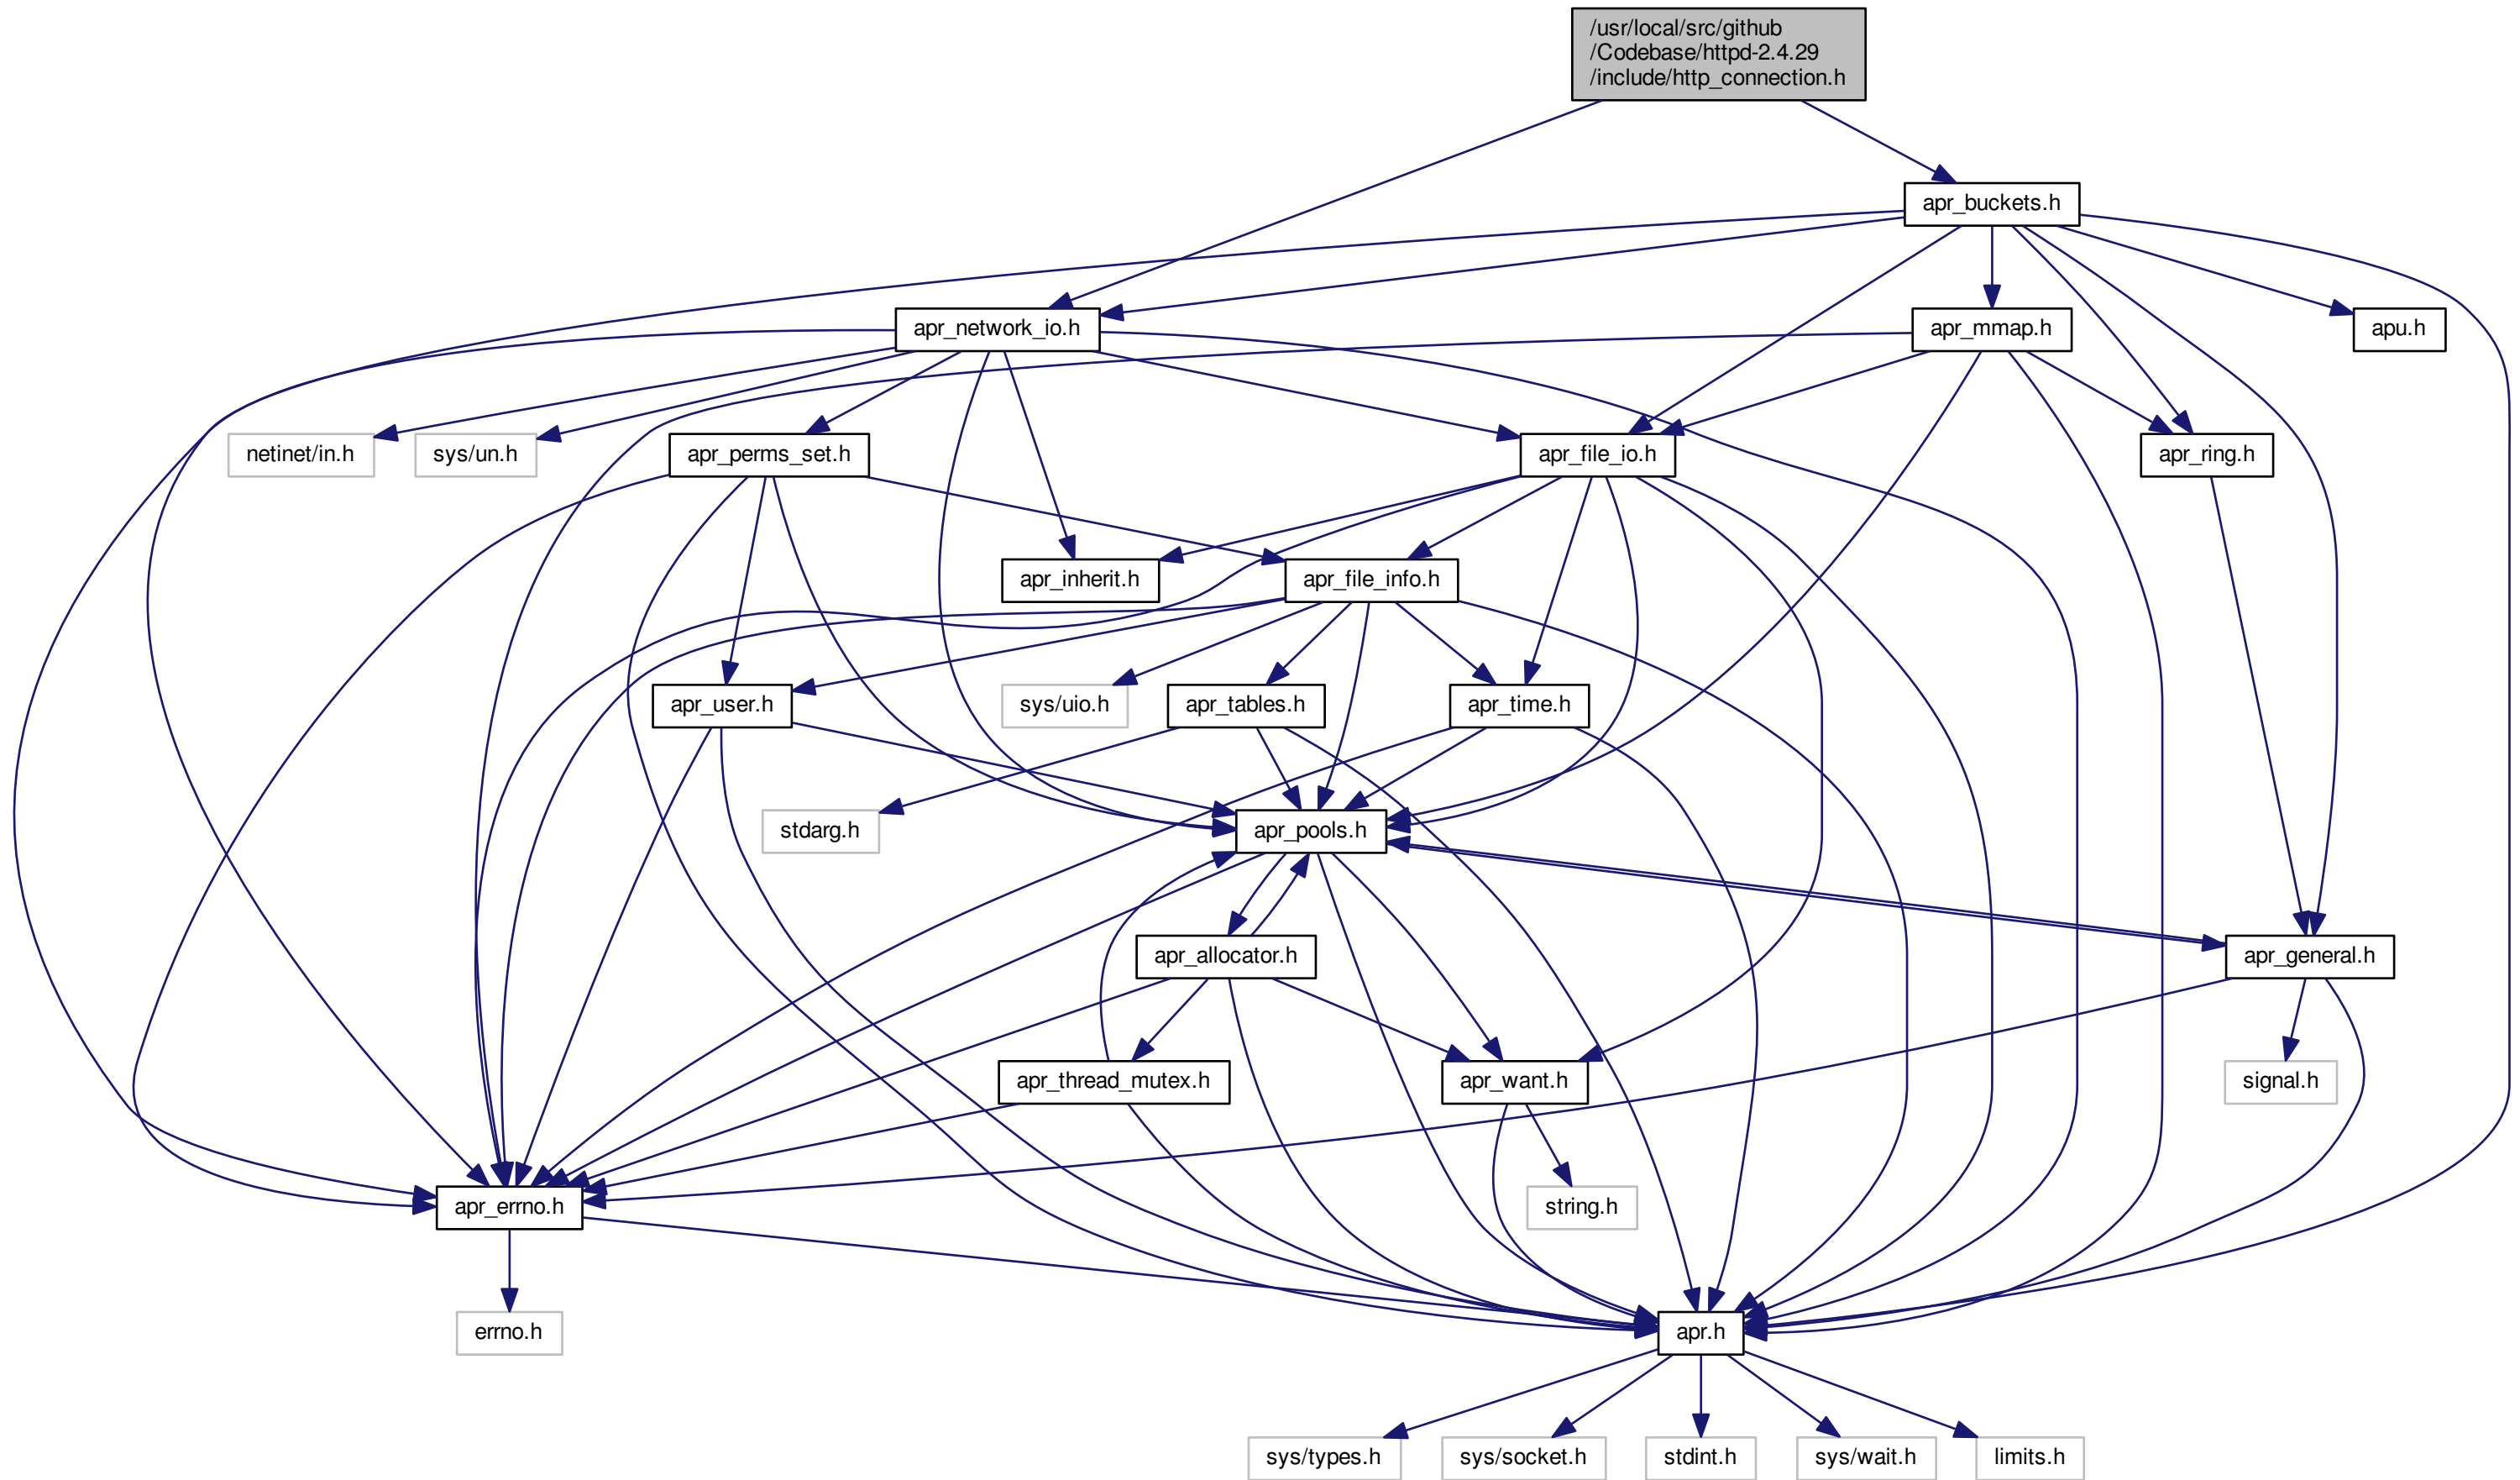 /usr/local/src/github
/Codebase/httpd-2.4.29
/include/http_connection.h
apr_buckets.h
apr_network_io.h
apr_mmap.h
apu.h
netinet/in.h
sys/un.h
apr_perms_set.h
apr_file_io.h
apr_ring.h
apr_inherit.h
apr_file_info.h
apr_user.h
sys/uio.h
apr_tables.h
apr_time.h
stdarg.h
apr_pools.h
apr_allocator.h
apr_general.h
apr_thread_mutex.h
apr_want.h
signal.h
apr_errno.h
string.h
errno.h
apr.h
sys/types.h
sys/socket.h
stdint.h
sys/wait.h
limits.h